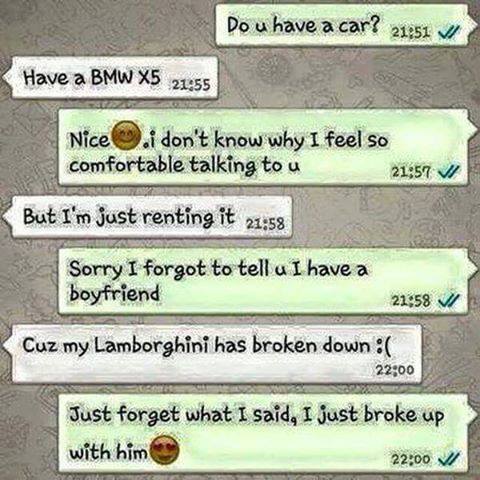 Do u have a car? 21:51
Have a BMW X5 21:55
Nice😊.i don't know why I feel so
comfortable talking to u 21:57
But I'm just renting it 21:58
Sorry I forgot to tell u I have a
boyfriend 21:58
Cuz my Lamborghini has broken down :(
22:00
Just forget what I said, I just broke up
with him😍 22:00